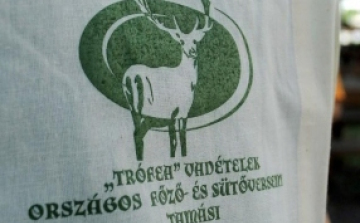 „TRÓFEA” VADÉTELEK
ORSZÁGOS FŐZŐ- ÉS SÜTŐVERSENY
TAMÁSI